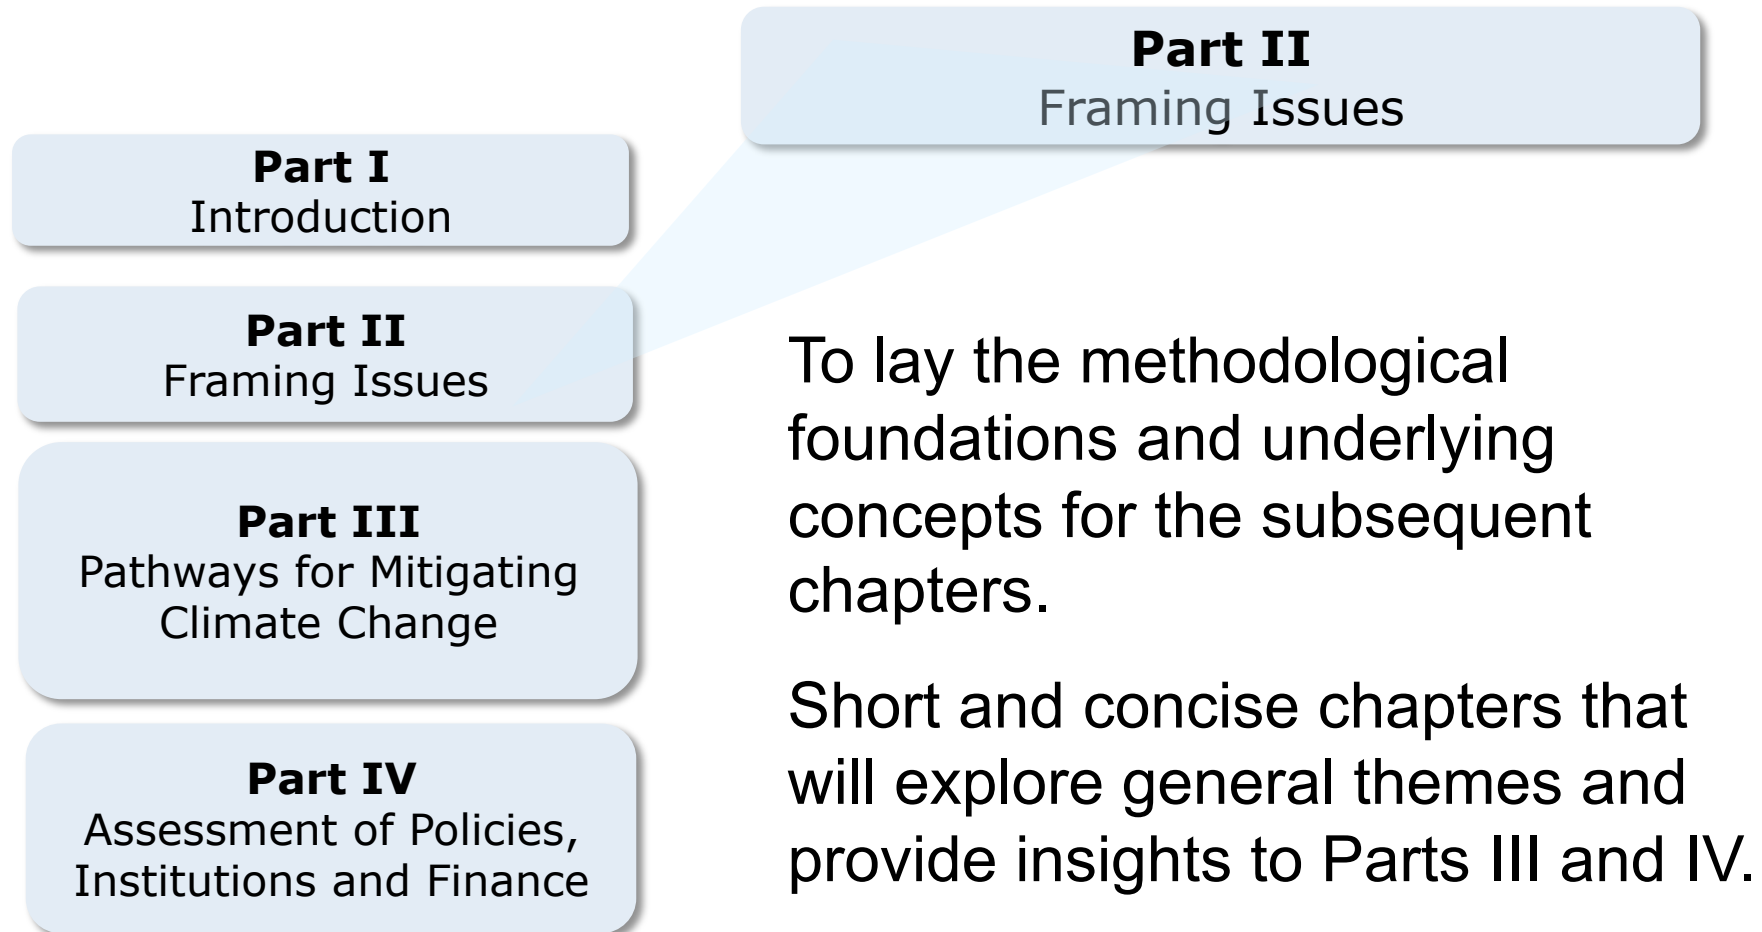 Part II
Framing Issues
Part I
Introduction
Part II
Framing Issues
Part III
Pathways for Mitigating
Climate Change
Part IV
Assessment of Policies,
Institutions and Finance
To lay the methodological
foundations and underlying
concepts for the subsequent
chapters.
Short and concise chapters that
will explore general themes and
provide insights to Parts III and IV.